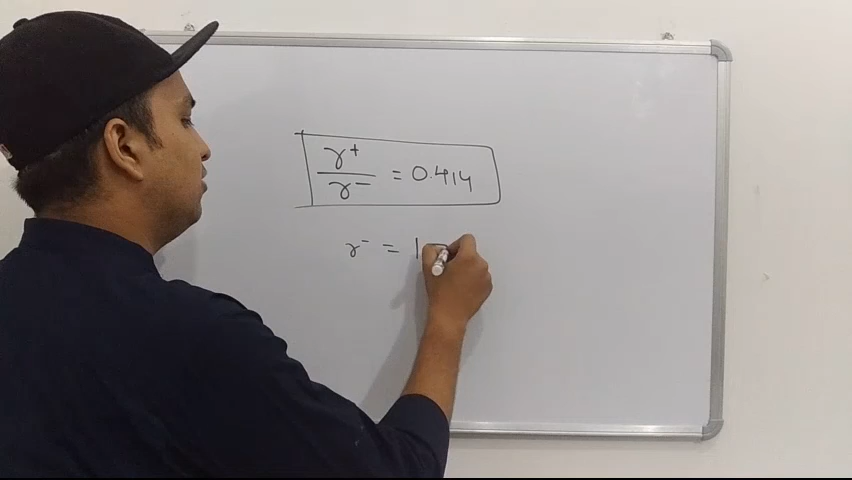 r⁺/r⁻ = 0.414
r⁻ = 1